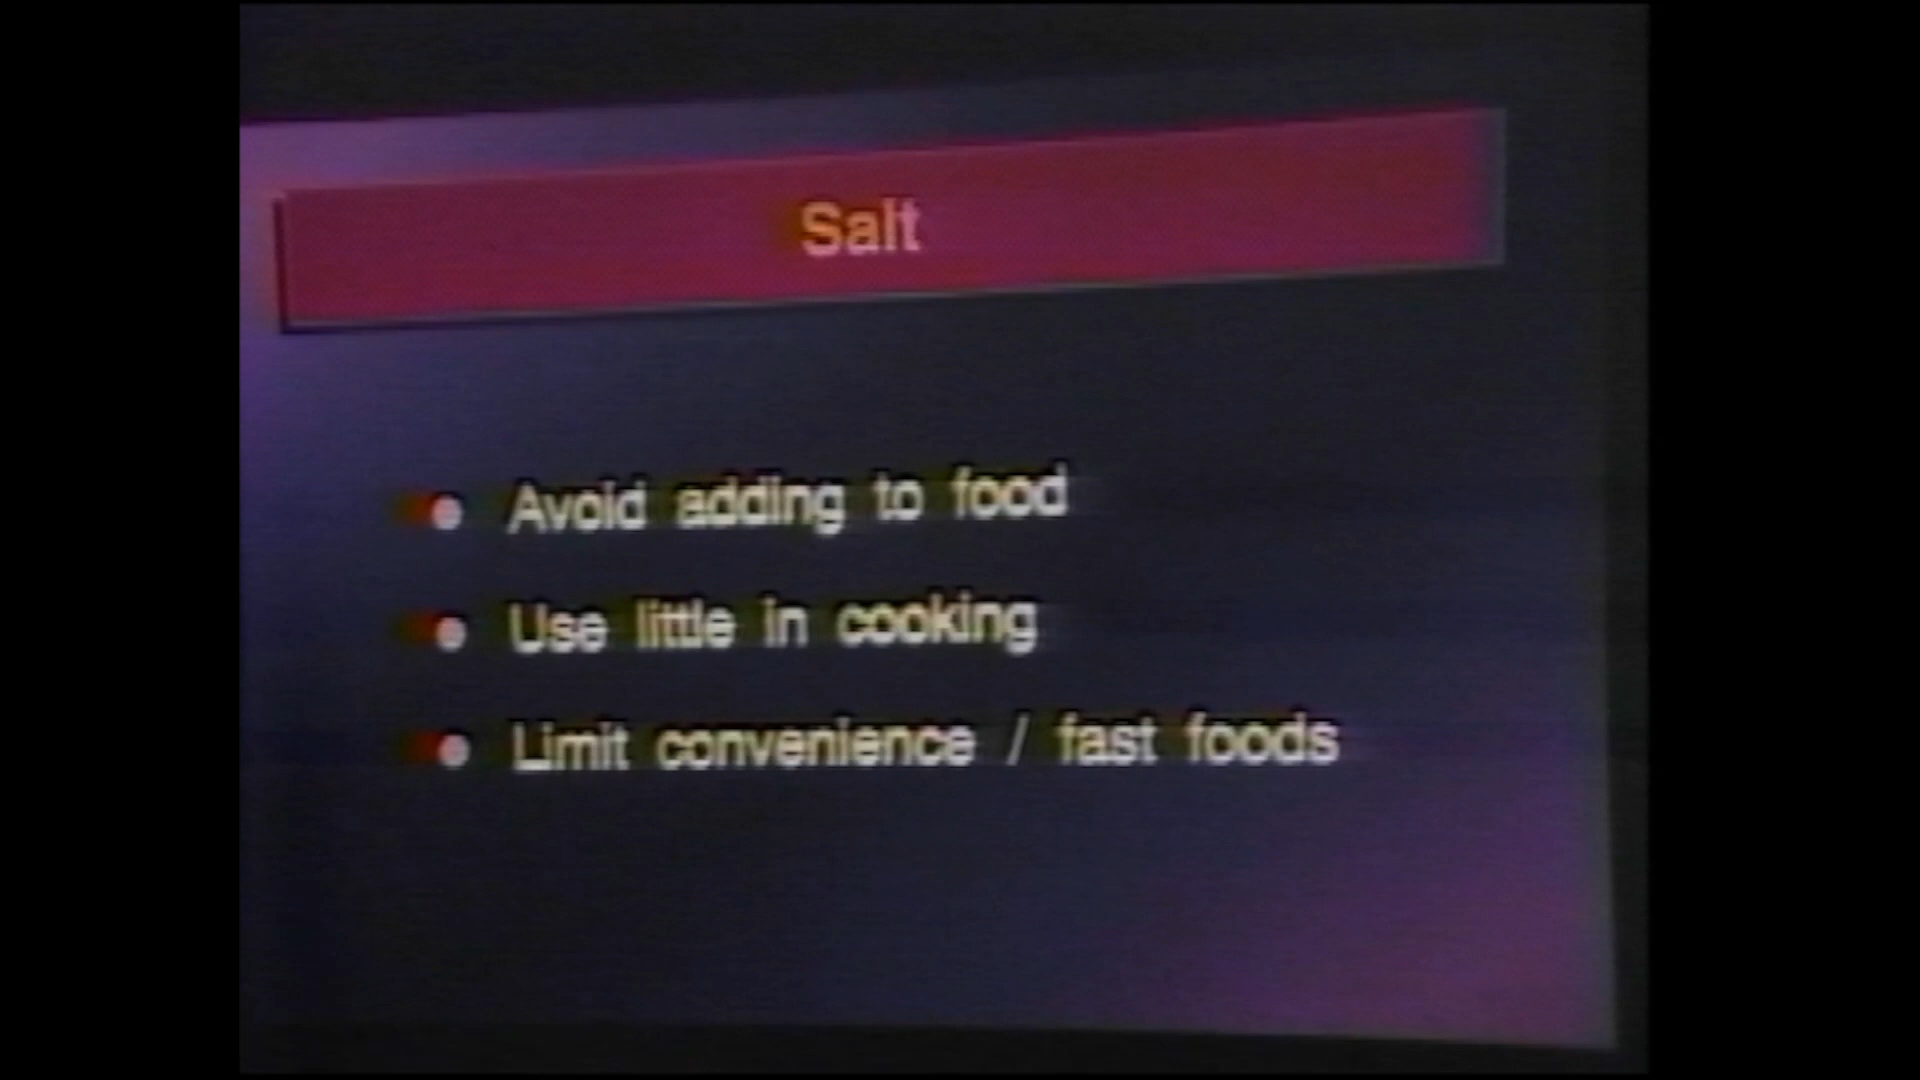 Salt
• Avoid adding to food
• Use little in cooking
• Limit convenience / fast foods